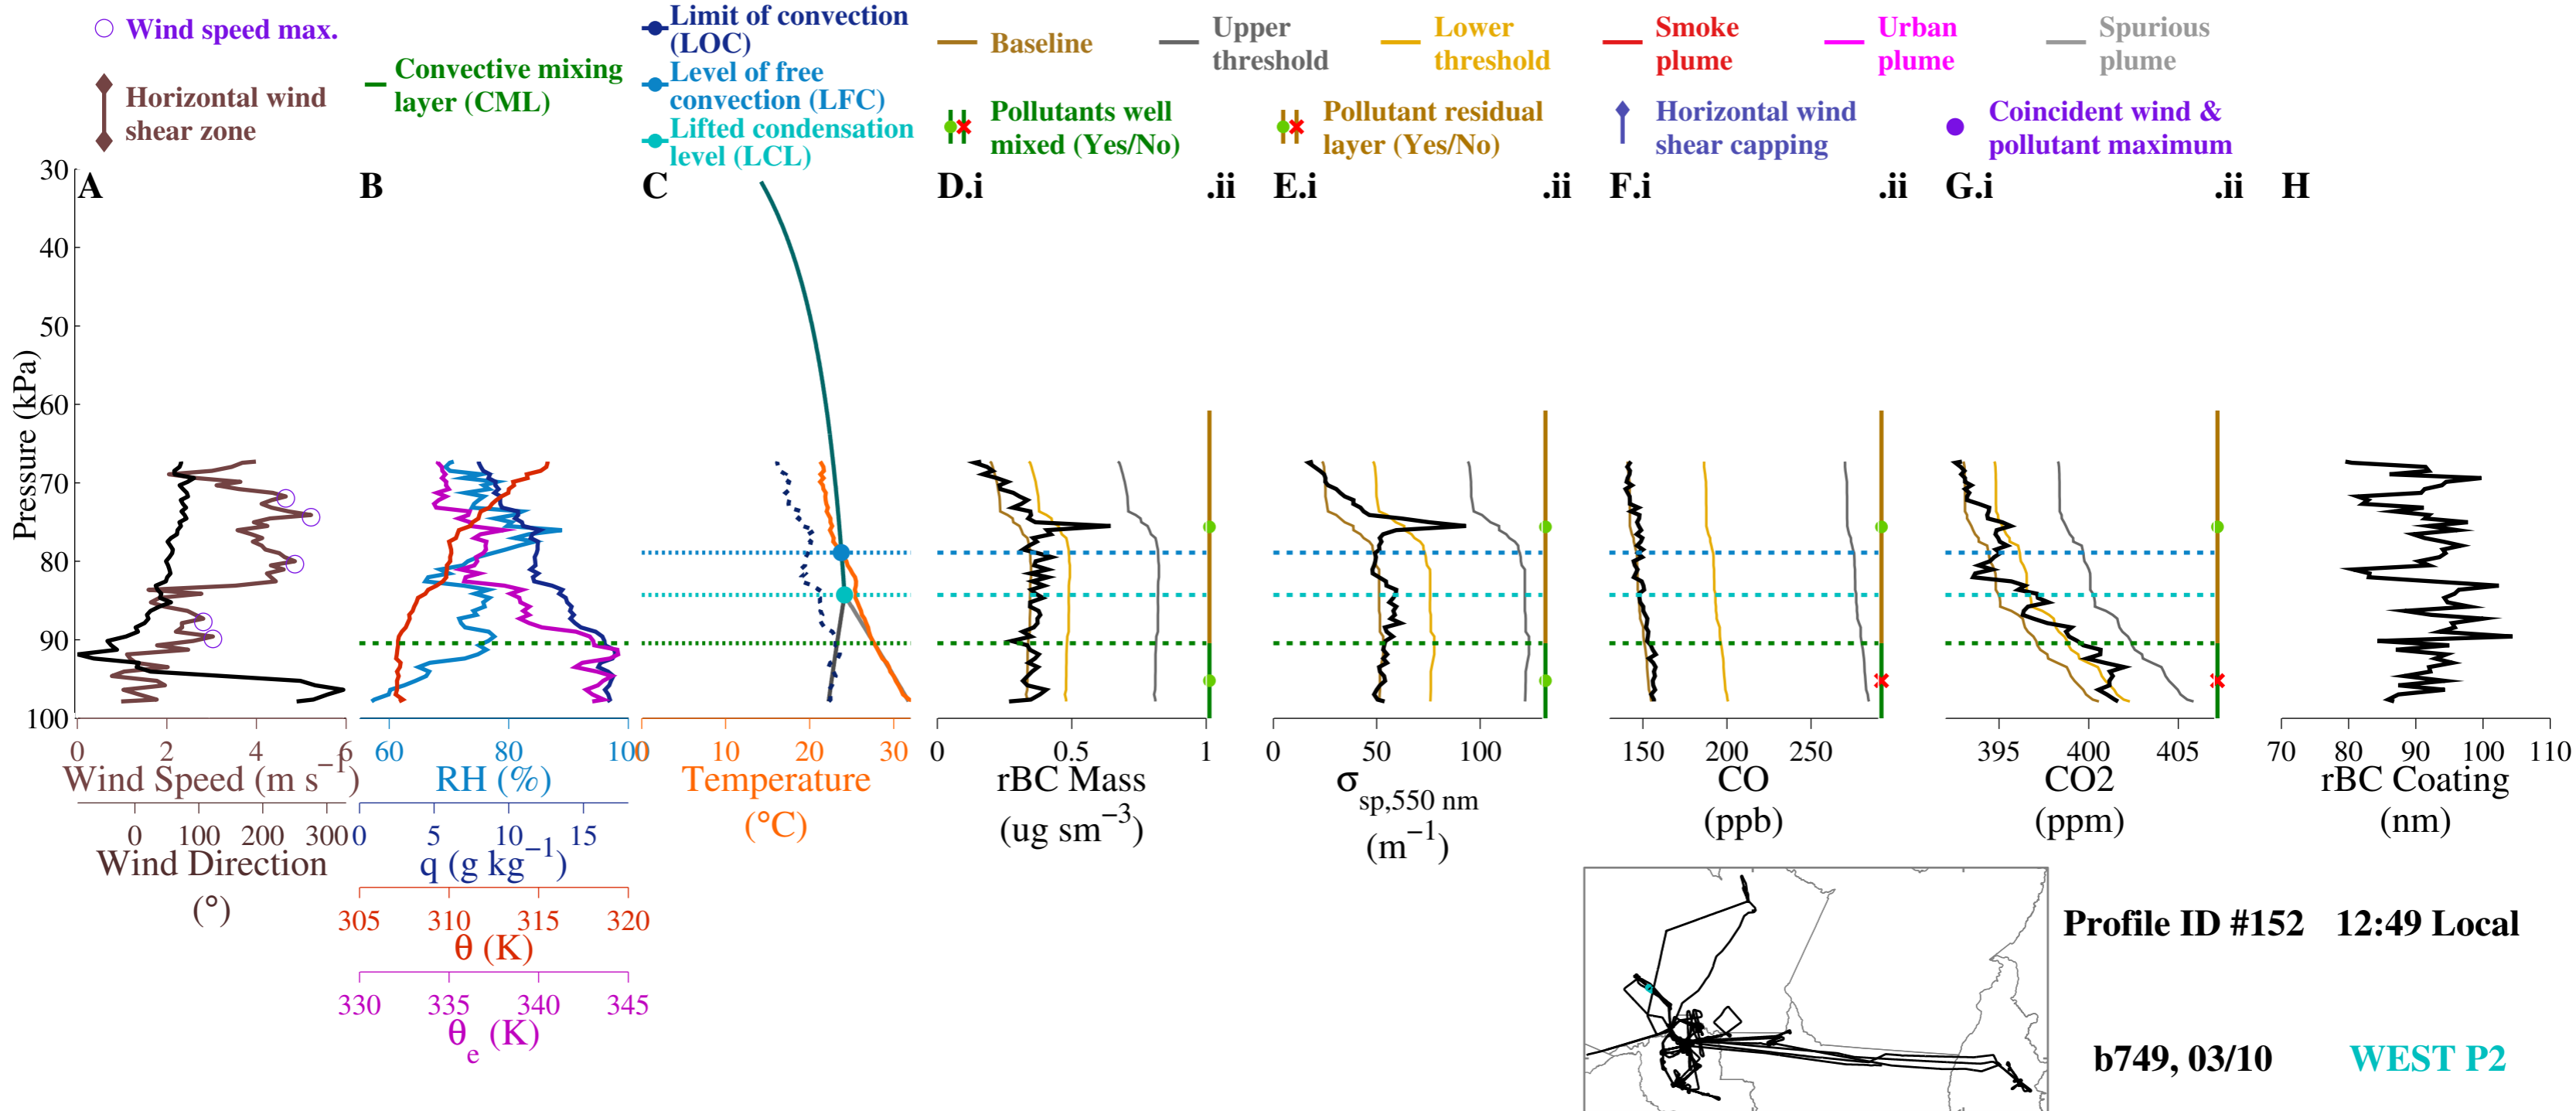 Wind speed max.
Horizontal wind
shear zone
Convective mixing
layer (CML)
Limit of convection
(LOC)
Level of free
convection (LFC)
Lifted condensation
level (LCL)
Baseline
Upper
threshold
Lower
threshold
Smoke
plume
Urban
plume
Spurious
plume
Pollutants well
mixed (Yes/No)
Pollutant residual
layer (Yes/No)
Horizontal wind
shear capping
Coincident wind &
pollutant maximum
A B C D.i .ii E.i .ii F.i .ii G.i .ii H
Pressure (kPa)
30
40
50
60
70
80
90
100
0 2 4 6
Wind Speed (m s⁻¹)
0 100 200 300
Wind Direction
(°)
60 80 100
RH (%)
0 5 10 15
q (g kg⁻¹)
305 310 315 320
θ (K)
330 335 340 345
θe (K)
0 10 20 30
Temperature
(°C)
0 0.5 1
rBC Mass
(ug sm⁻³)
0 50 100
σsp,550 nm
(m⁻¹)
150 200 250
CO
(ppb)
395 400 405
CO2
(ppm)
70 80 90 100 110
rBC Coating
(nm)
Profile ID #152 12:49 Local
b749, 03/10 WEST P2